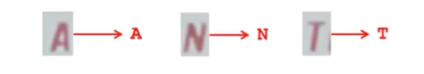 A → A N → N T → T